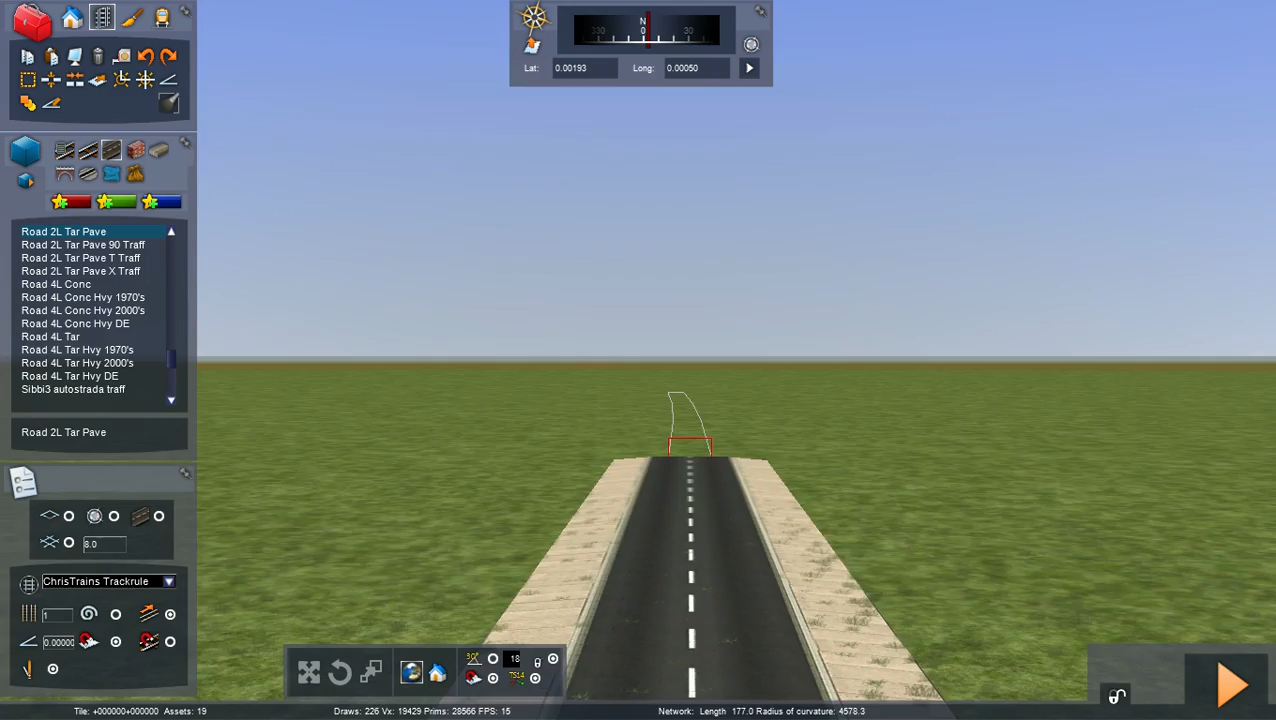 N
330 0 30
Lat: 0.00193 Long: 0.00050
Road 2L Tar Pave
Road 2L Tar Pave 90 Traff
Road 2L Tar Pave T Traff
Road 2L Tar Pave X Traff
Road 4L Conc
Road 4L Conc Hvy 1970's
Road 4L Conc Hvy 2000's
Road 4L Conc Hvy DE
Road 4L Tar
Road 4L Tar Hvy 1970's
Road 4L Tar Hvy 2000's
Road 4L Tar Hvy DE
Sibbi3 autostrada traff
Road 2L Tar Pave
8.0
ChrisTrains Trackrule
1
0.00000
30° 18
TS14
Tile: +000000+000000 Assets: 19 Draws: 226 Vx: 19429 Prims: 28566 FPS: 15 Network: Length 177.0 Radius of curvature: 4578.3